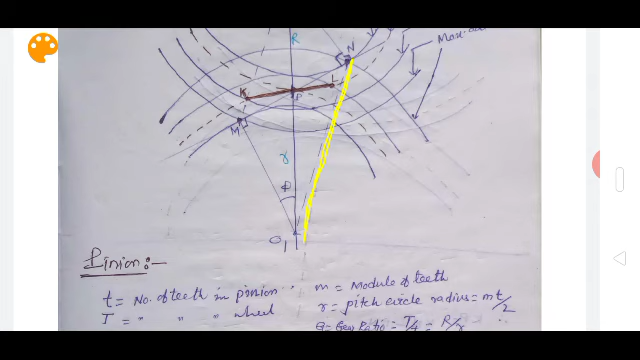 R
N
Max.
K
L
P
M
r
Φ
O1
Pinion:-
t = No. of teeth in pinion
m = Module of teeth
T = " " " wheel
r = pitch circle radius = mt/2
G = Gear Ratio = T/t = R/r